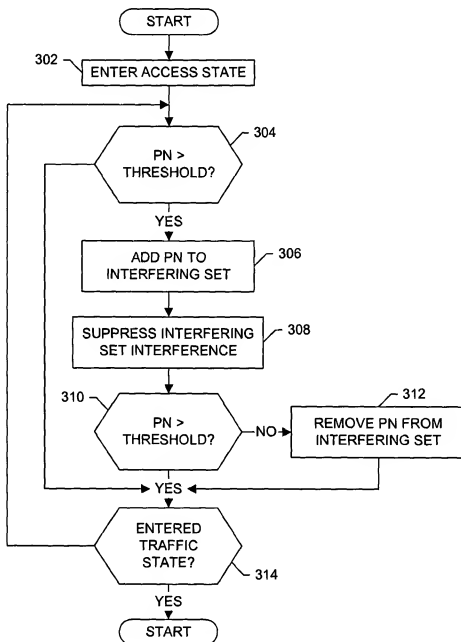 START
302
ENTER ACCESS STATE
304
PN >
THRESHOLD?
YES
ADD PN TO
INTERFERING SET
306
SUPPRESS INTERFERING
SET INTERFERENCE
308
310
PN >
THRESHOLD?
NO
312
REMOVE PN FROM
INTERFERING SET
YES
ENTERED
TRAFFIC
STATE?
314
YES
START